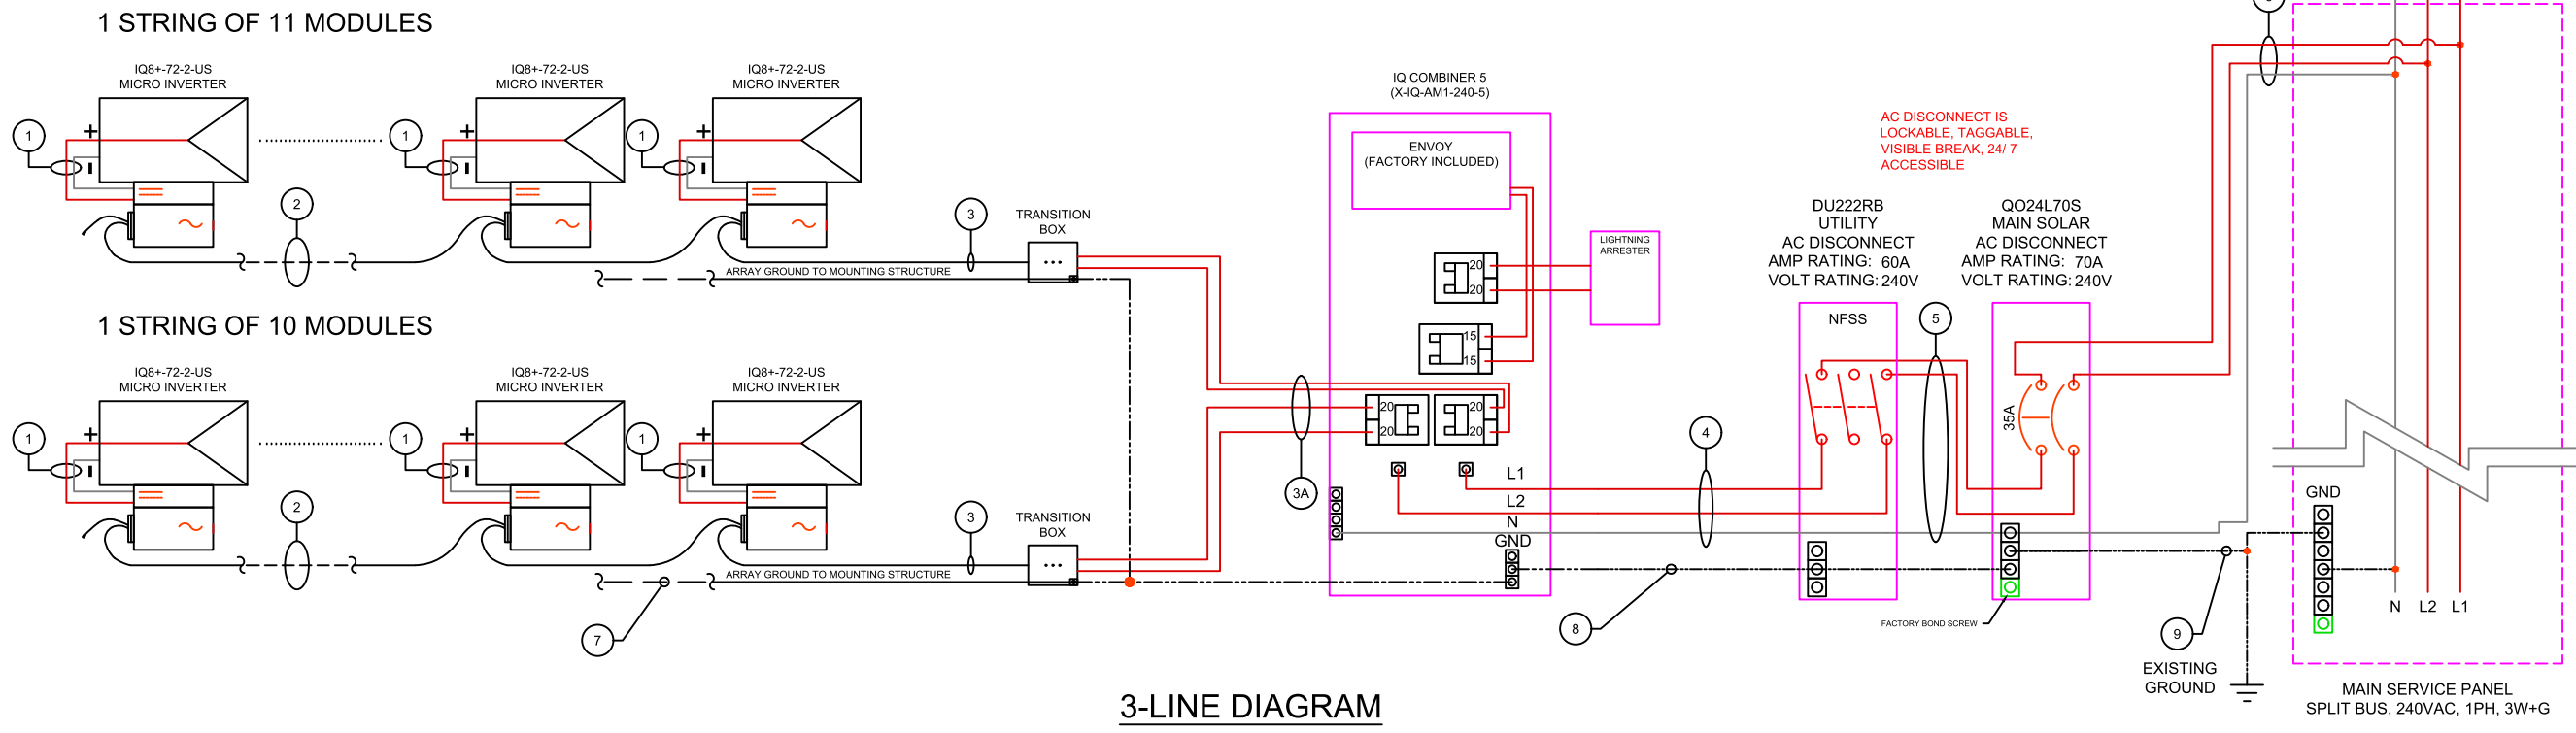 1 STRING OF 11 MODULES
IQ8+-72-2-US
MICRO INVERTER
IQ8+-72-2-US
MICRO INVERTER
IQ8+-72-2-US
MICRO INVERTER
+
-
1
+
-
1
+
-
1
2
3
TRANSITION
BOX
ARRAY GROUND TO MOUNTING STRUCTURE
1 STRING OF 10 MODULES
IQ8+-72-2-US
MICRO INVERTER
IQ8+-72-2-US
MICRO INVERTER
IQ8+-72-2-US
MICRO INVERTER
+
-
1
+
-
1
+
-
1
2
3
TRANSITION
BOX
ARRAY GROUND TO MOUNTING STRUCTURE
7
3A
IQ COMBINER 5
(X-IQ-AM1-240-5)
ENVOY
(FACTORY INCLUDED)
20
20
15
15
20
20
20
20
L1
L2
N
GND
LIGHTNING
ARRESTER
4
8
AC DISCONNECT IS
LOCKABLE, TAGGABLE,
VISIBLE BREAK, 24/ 7
ACCESSIBLE
DU222RB
UTILITY
AC DISCONNECT
AMP RATING: 60A
VOLT RATING: 240V
NFSS
5
QO24L70S
MAIN SOLAR
AC DISCONNECT
AMP RATING: 70A
VOLT RATING: 240V
35A
FACTORY BOND SCREW
9
EXISTING
GROUND
GND
N
L2
L1
MAIN SERVICE PANEL
SPLIT BUS, 240VAC, 1PH, 3W+G
3-LINE DIAGRAM